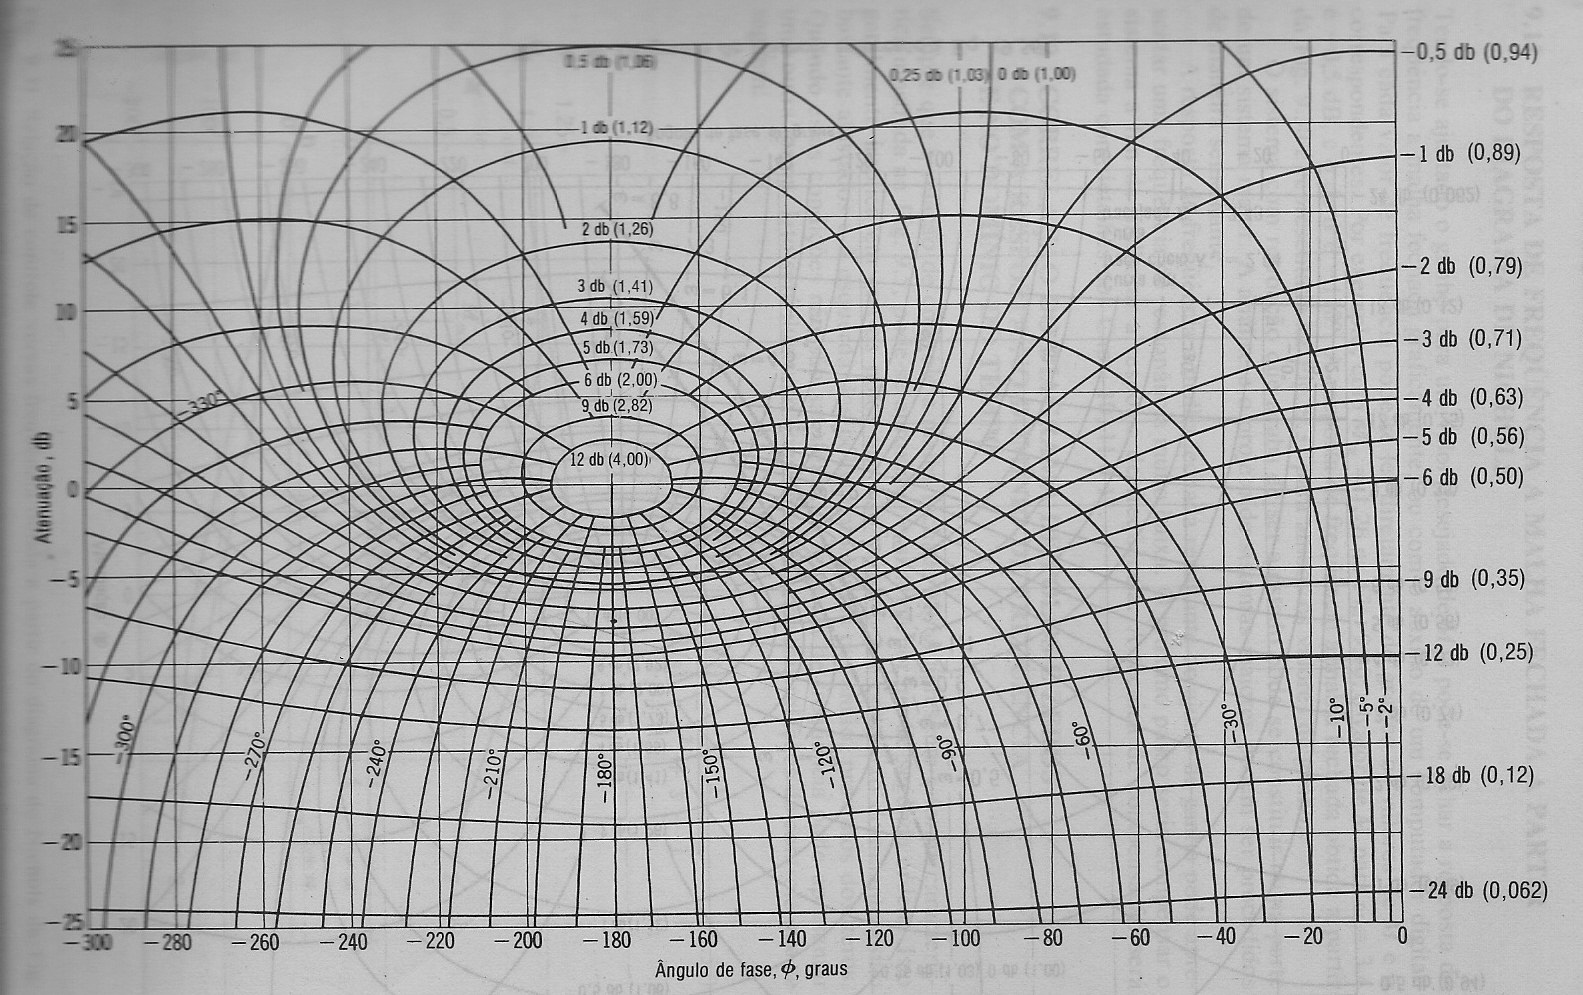 25
20
15
10
5
0
−5
−10
−15
−20
−25
Atenuação, db
0,5 db (1,06)
0,25 db (1,03) 0 db (1,00)
1 db (1,12)
2 db (1,26)
3 db (1,41)
4 db (1,59)
5 db (1,73)
6 db (2,00)
9 db (2,82)
12 db (4,00)
−0,5 db (0,94)
−1 db (0,89)
−2 db (0,79)
−3 db (0,71)
−4 db (0,63)
−5 db (0,56)
−6 db (0,50)
−9 db (0,35)
−12 db (0,25)
−18 db (0,12)
−24 db (0,062)
−330°
−300°
−270°
−240°
−210°
−180°
−150°
−120°
−90°
−60°
−30°
−10°
−5°
−2°
−300 −280 −260 −240 −220 −200 −180 −160 −140 −120 −100 −80 −60 −40 −20 0
Ângulo de fase, ϕ, graus